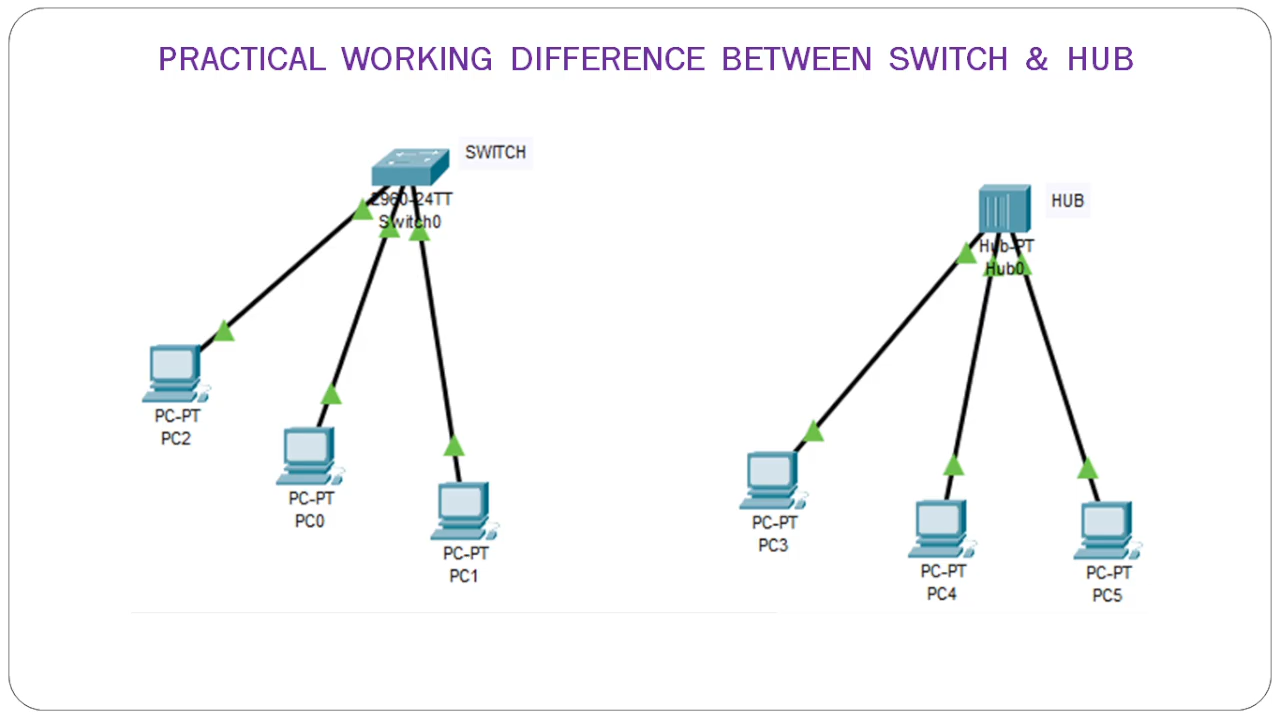 PRACTICAL WORKING DIFFERENCE BETWEEN SWITCH & HUB
SWITCH
2960-24TT
Switch0
PC-PT
PC2
PC-PT
PC0
PC-PT
PC1
HUB
Hub-PT
Hub0
PC-PT
PC3
PC-PT
PC4
PC-PT
PC5